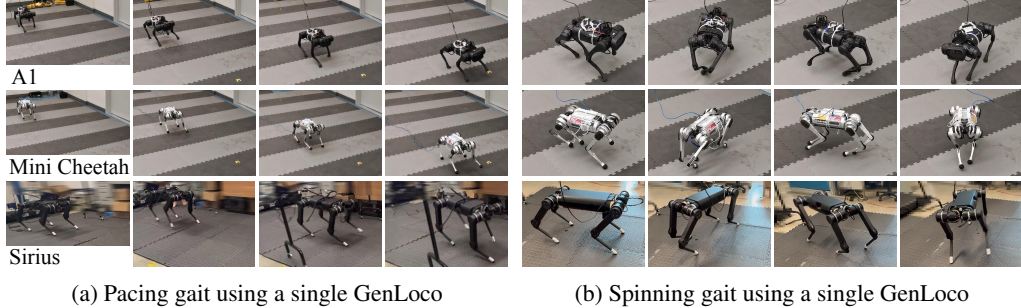 A1
Mini Cheetah
Sirius
(a) Pacing gait using a single GenLoco
(b) Spinning gait using a single GenLoco